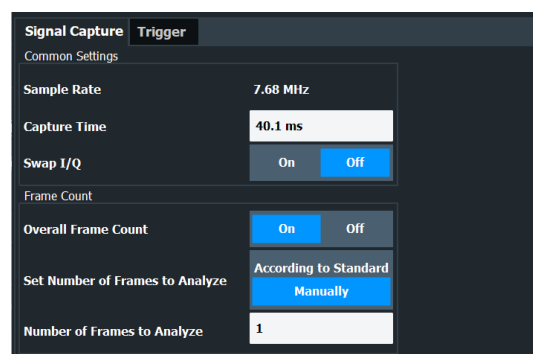 Signal Capture Trigger
Common Settings
Sample Rate 7.68 MHz
Capture Time 40.1 ms
Swap I/Q On Off
Frame Count
Overall Frame Count On Off
According to Standard
Set Number of Frames to Analyze
Manually
Number of Frames to Analyze 1